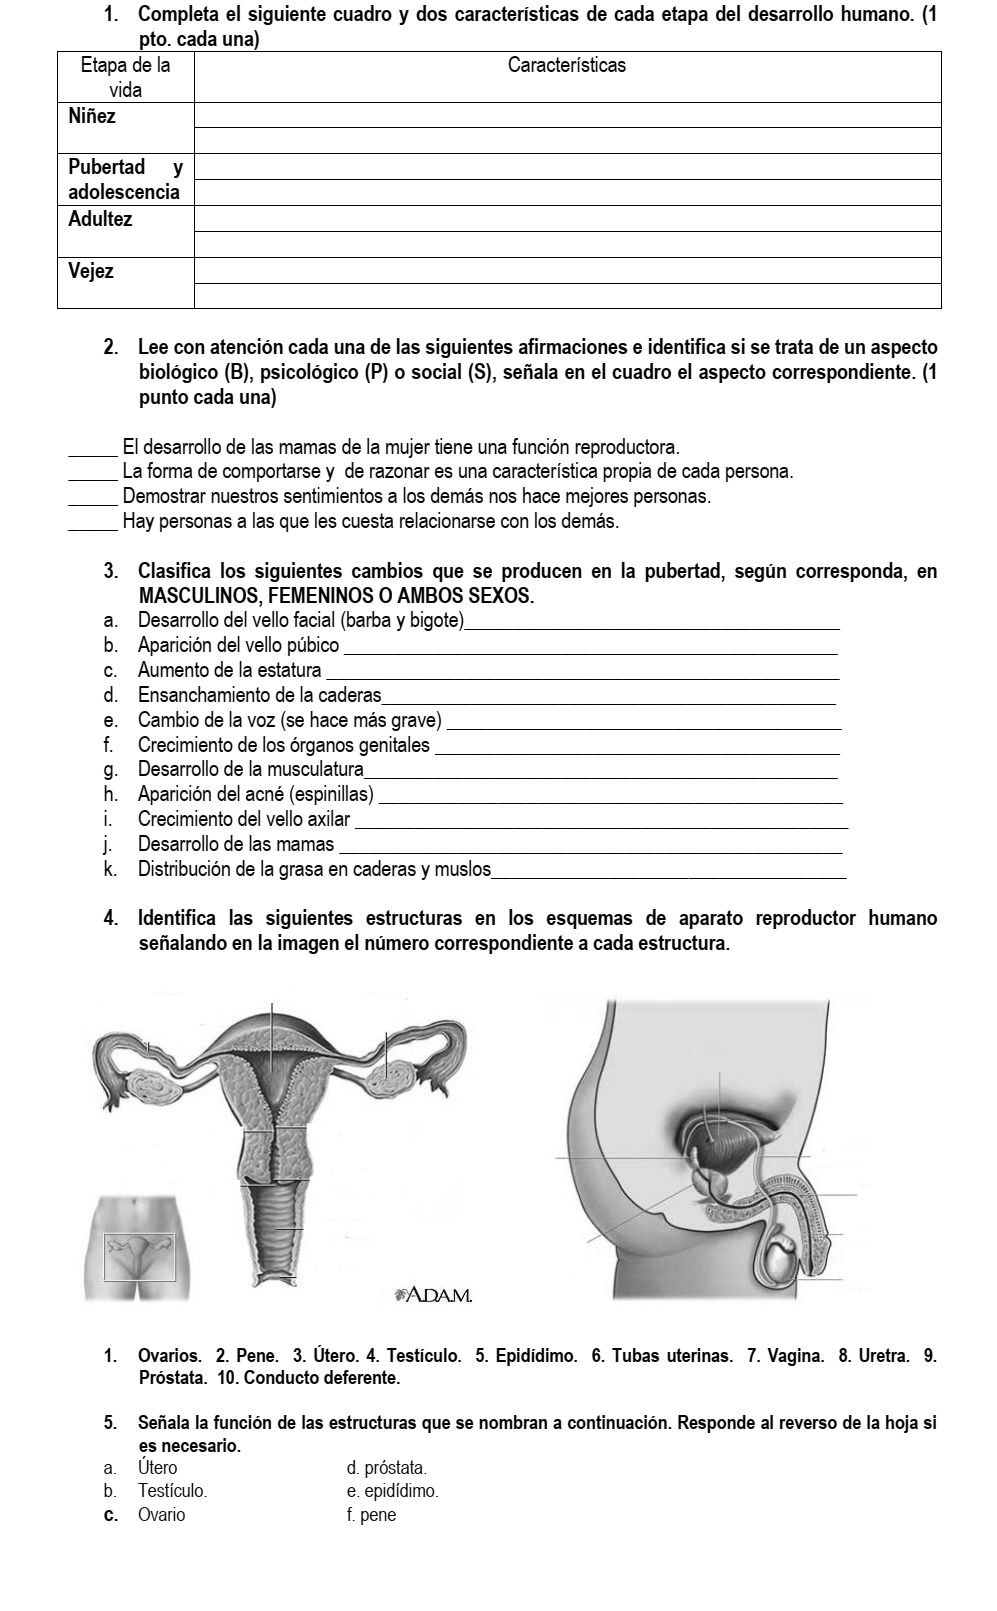 1. Completa el siguiente cuadro y dos características de cada etapa del desarrollo humano. (1
pto. cada una)
Etapa de la
vida
Características
Niñez
Pubertad y
adolescencia
Adultez
Vejez
2. Lee con atención cada una de las siguientes afirmaciones e identifica si se trata de un aspecto
biológico (B), psicológico (P) o social (S), señala en el cuadro el aspecto correspondiente. (1
punto cada una)
_____ El desarrollo de las mamas de la mujer tiene una función reproductora.
_____ La forma de comportarse y de razonar es una característica propia de cada persona.
_____ Demostrar nuestros sentimientos a los demás nos hace mejores personas.
_____ Hay personas a las que les cuesta relacionarse con los demás.
3. Clasifica los siguientes cambios que se producen en la pubertad, según corresponda, en
MASCULINOS, FEMENINOS O AMBOS SEXOS.
a. Desarrollo del vello facial (barba y bigote)______________________________________
b. Aparición del vello púbico __________________________________________________
c. Aumento de la estatura ____________________________________________________
d. Ensanchamiento de la caderas______________________________________________
e. Cambio de la voz (se hace más grave) ________________________________________
f. Crecimiento de los órganos genitales _________________________________________
g. Desarrollo de la musculatura________________________________________________
h. Aparición del acné (espinillas) _______________________________________________
i. Crecimiento del vello axilar __________________________________________________
j. Desarrollo de las mamas ___________________________________________________
k. Distribución de la grasa en caderas y muslos____________________________________
4. Identifica las siguientes estructuras en los esquemas de aparato reproductor humano
señalando en la imagen el número correspondiente a cada estructura.
A.D.A.M.
1. Ovarios. 2. Pene. 3. Útero. 4. Testículo. 5. Epidídimo. 6. Tubas uterinas. 7. Vagina. 8. Uretra. 9.
Próstata. 10. Conducto deferente.
5. Señala la función de las estructuras que se nombran a continuación. Responde al reverso de la hoja si
es necesario.
a. Útero d. próstata.
b. Testículo. e. epidídimo.
c. Ovario f. pene